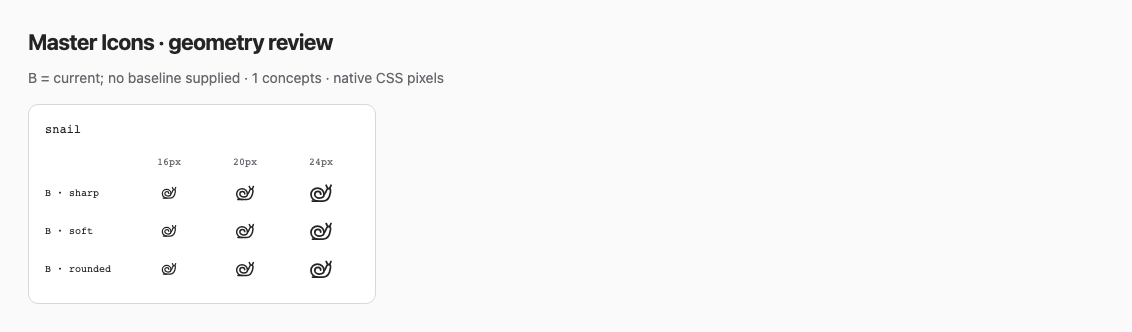 Master Icons · geometry review
B = current; no baseline supplied · 1 concepts · native CSS pixels
snail
16px 20px 24px
B · sharp
B · soft
B · rounded